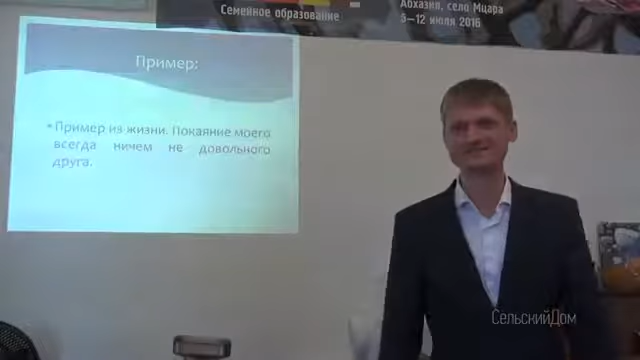 Семейное образование
Абхазия, село Мцара
5—12 июля 2016
Пример:
•Пример из жизни. Покаяние моего
всегда ничем не довольного
друга.
СельскийДом